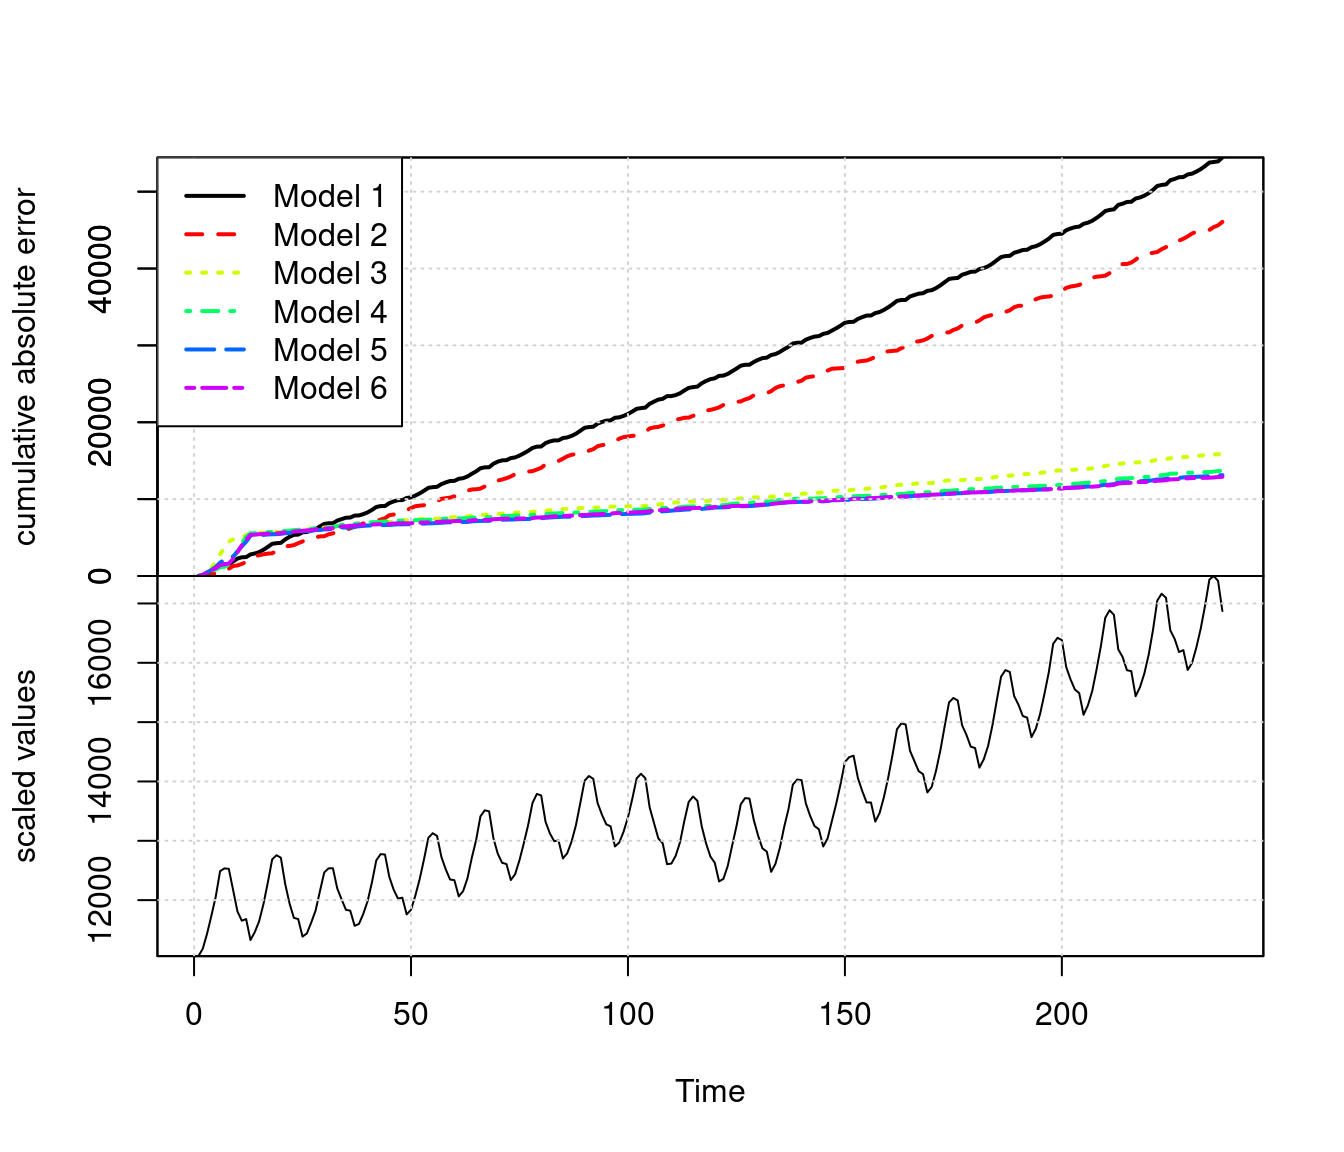 cumulative absolute error
0
20000
40000
Model 1
Model 2
Model 3
Model 4
Model 5
Model 6
scaled values
12000
14000
16000
0 50 100 150 200
Time